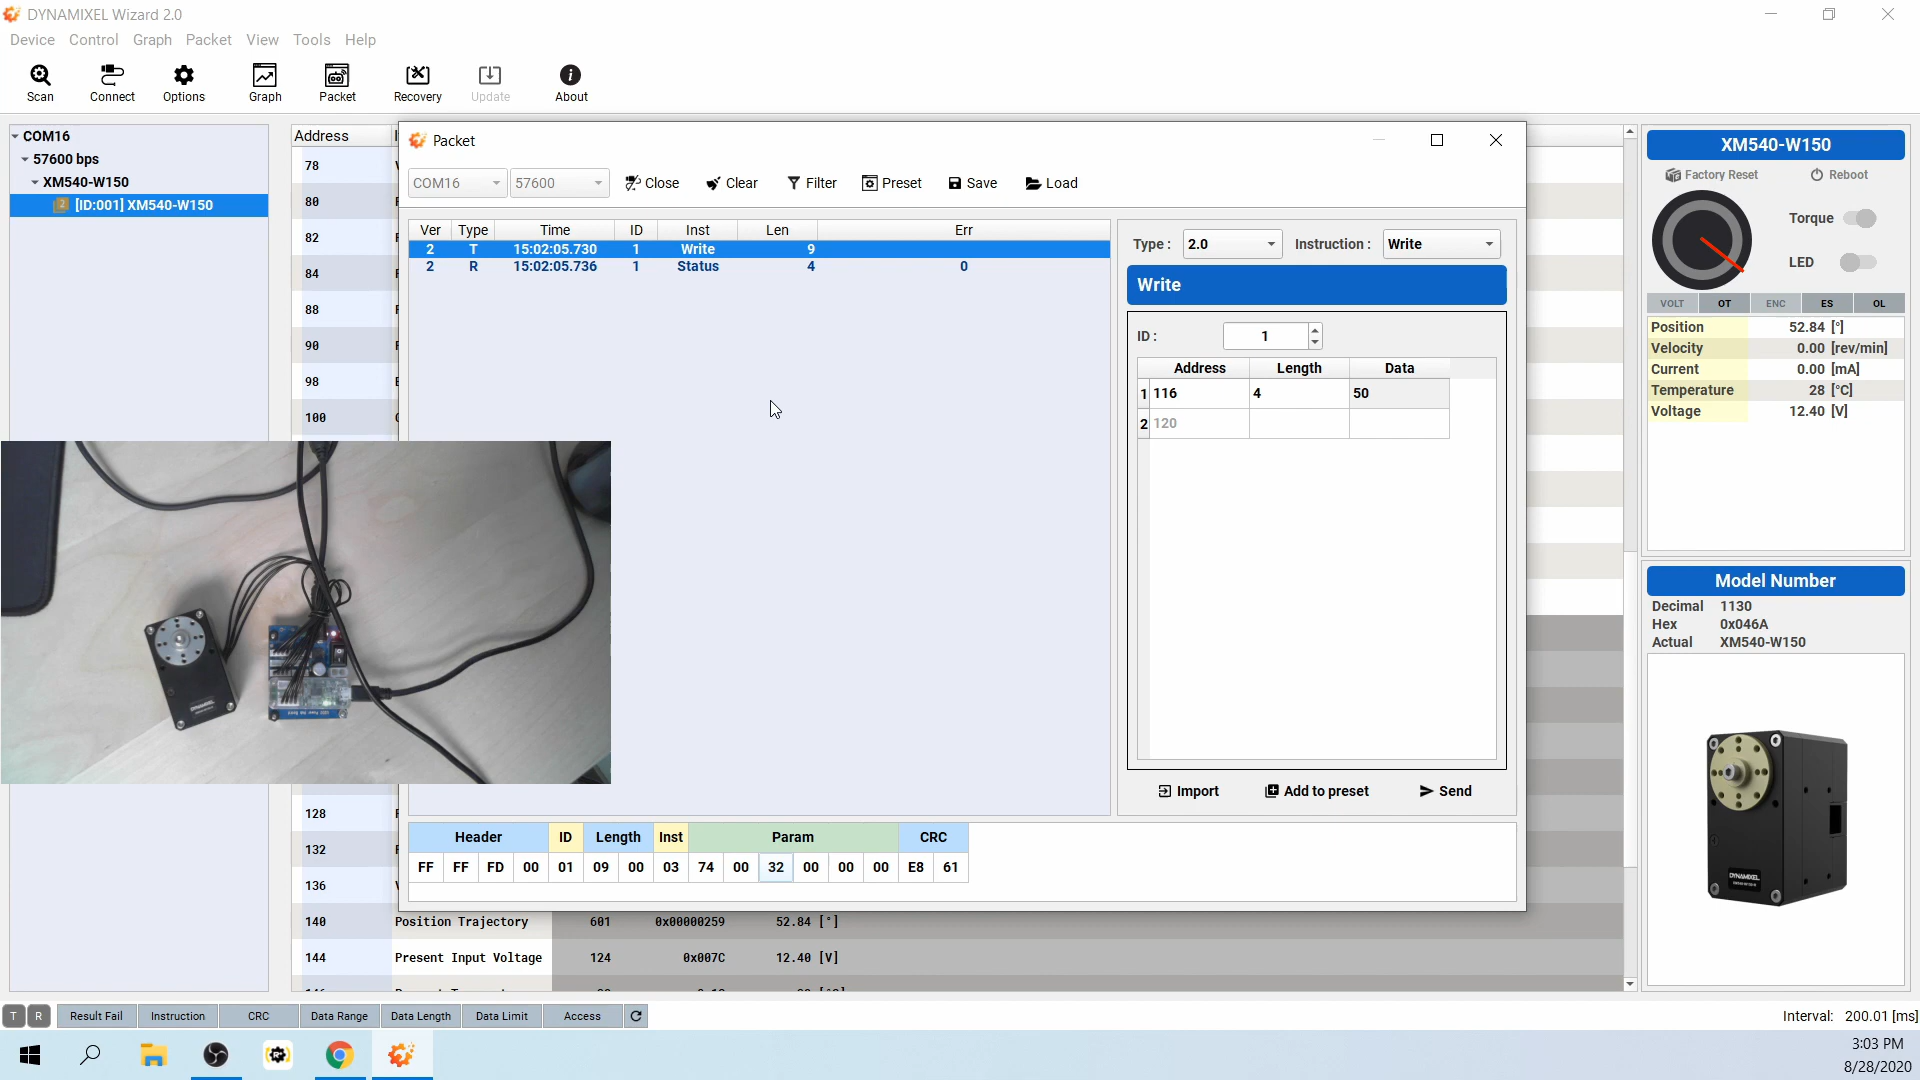 DYNAMIXEL Wizard 2.0
Device Control Graph Packet View Tools Help
Scan Connect Options Graph Packet Recovery Update About
COM16
57600 bps
XM540-W150
2 [ID:001] XM540-W150
Address
78
80
82
84
88
90
98
100
128
132
136
140 Position Trajectory 601 0x00000259 52.84 [°]
144 Present Input Voltage 124 0x007C 12.40 [V]
Packet
COM16 57600 Close Clear Filter Preset Save Load
Ver Type Time ID Inst Len Err
2 T 15:02:05.730 1 Write 9
2 R 15:02:05.736 1 Status 4 0
Type : 2.0 Instruction : Write
Write
ID : 1
Address Length Data
1 116 4 50
2 120
Import Add to preset Send
Header ID Length Inst Param CRC
FF FF FD 00 01 09 00 03 74 00 32 00 00 00 E8 61
XM540-W150
Factory Reset Reboot
Torque
LED
VOLT OT ENC ES OL
Position 52.84 [°]
Velocity 0.00 [rev/min]
Current 0.00 [mA]
Temperature 28 [°C]
Voltage 12.40 [V]
Model Number
Decimal 1130
Hex 0x046A
Actual XM540-W150
DYNAMIXEL
T R Result Fail Instruction CRC Data Range Data Length Data Limit Access
Interval: 200.01 [ms]
3:03 PM
8/28/2020